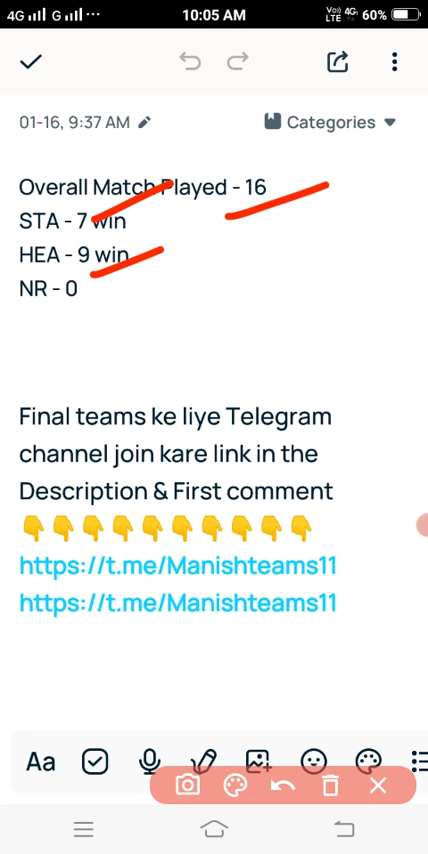 4G G 10:05 AM Vo) LTE 4G 60%
01-16, 9:37 AM Categories
Overall Match Played - 16
STA - 7 win
HEA - 9 win
NR - 0
Final teams ke liye Telegram
channel join kare link in the
Description & First comment
👇👇👇👇👇👇👇👇👇👇
https://t.me/Manishteams11
https://t.me/Manishteams11
Aa